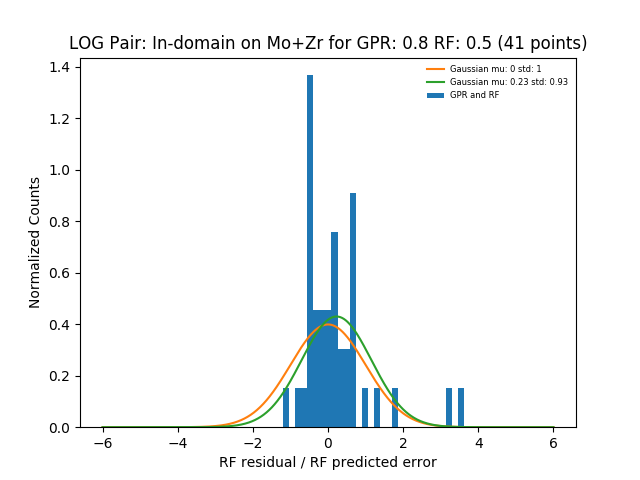 LOG Pair: In-domain on Mo+Zr for GPR: 0.8 RF: 0.5 (41 points)
Gaussian mu: 0 std: 1
Gaussian mu: 0.23 std: 0.93
GPR and RF
Normalized Counts
1.4
1.2
1.0
0.8
0.6
0.4
0.2
0.0
−6 −4 −2 0 2 4 6
RF residual / RF predicted error